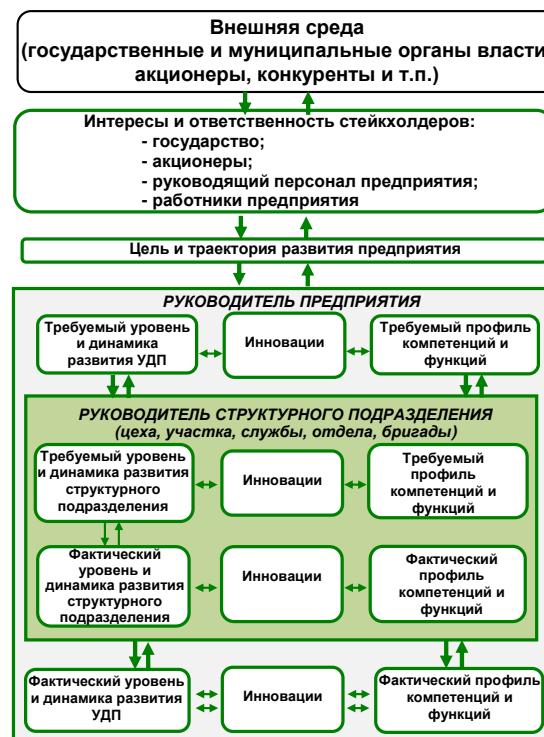 Внешняя среда
(государственные и муниципальные органы власти,
акционеры, конкуренты и т.п.)
Интересы и ответственность стейкхолдеров:
- государство;
- акционеры;
- руководящий персонал предприятия;
- работники предприятия
Цель и траектория развития предприятия
РУКОВОДИТЕЛЬ ПРЕДПРИЯТИЯ
Требуемый уровень
и динамика
развития УДП
Инновации
Требуемый профиль
компетенций и
функций
РУКОВОДИТЕЛЬ СТРУКТУРНОГО ПОДРАЗДЕЛЕНИЯ
(цеха, участка, службы, отдела, бригады)
Требуемый уровень
и динамика развития
структурного
подразделения
Инновации
Требуемый
профиль
компетенций и
функций
Фактический
уровень и
динамика развития
структурного
подразделения
Инновации
Фактический
профиль
компетенций и
функций
Фактический уровень
и динамика развития
УДП
Инновации
Фактический профиль
компетенций и
функций